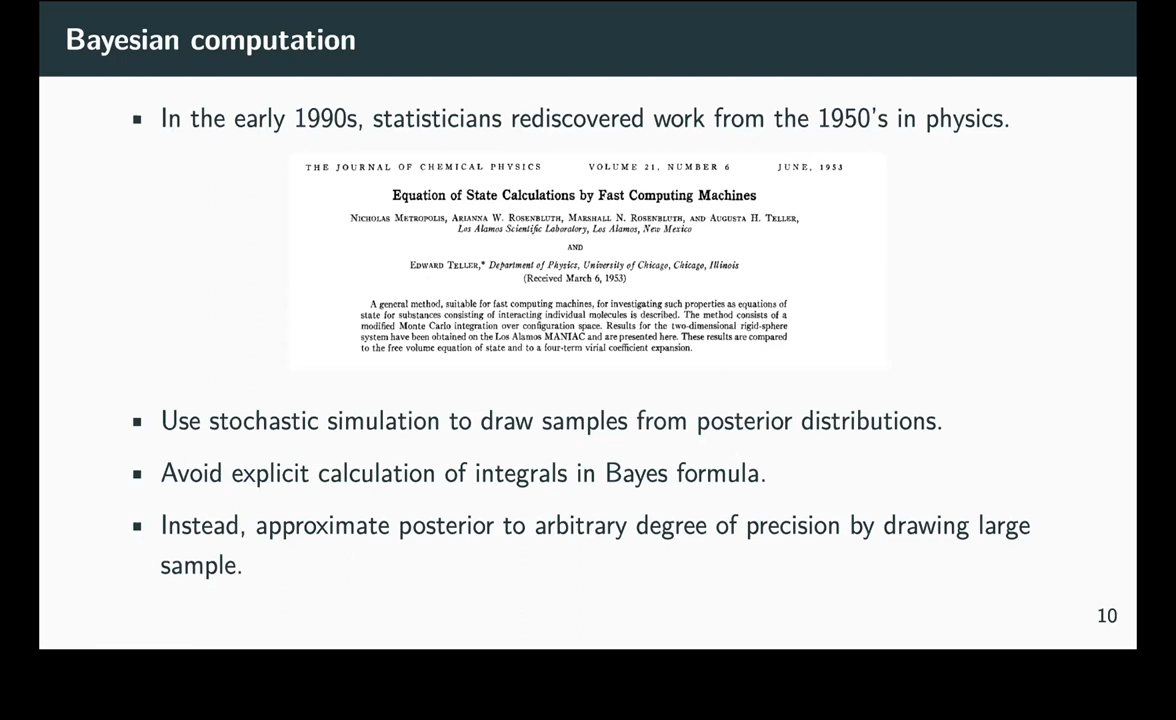 Bayesian computation
▪ In the early 1990s, statisticians rediscovered work from the 1950's in physics.
THE JOURNAL OF CHEMICAL PHYSICS VOLUME 21, NUMBER 6 JUNE, 1953
Equation of State Calculations by Fast Computing Machines
Nicholas Metropolis, Arianna W. Rosenbluth, Marshall N. Rosenbluth, and Augusta H. Teller,
Los Alamos Scientific Laboratory, Los Alamos, New Mexico
AND
Edward Teller,* Department of Physics, University of Chicago, Chicago, Illinois
(Received March 6, 1953)
A general method, suitable for fast computing machines, for investigating such properties as equations of
state for substances consisting of interacting individual molecules is described. The method consists of a
modified Monte Carlo integration over configuration space. Results for the two-dimensional rigid-sphere
system have been obtained on the Los Alamos MANIAC and are presented here. These results are compared
to the free volume equation of state and to a four-term virial coefficient expansion.
▪ Use stochastic simulation to draw samples from posterior distributions.
▪ Avoid explicit calculation of integrals in Bayes formula.
▪ Instead, approximate posterior to arbitrary degree of precision by drawing large
sample.
10